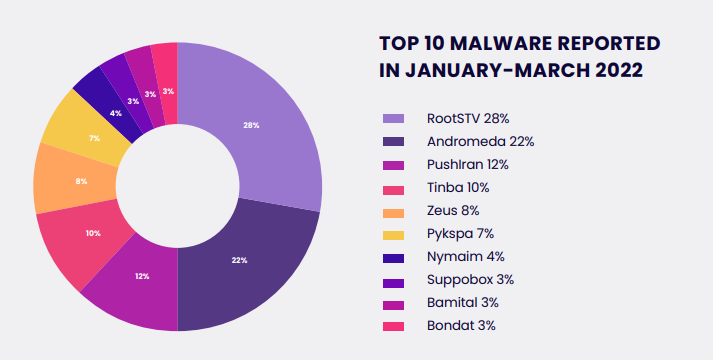 TOP 10 MALWARE REPORTED
IN JANUARY-MARCH 2022
28%
22%
12%
10%
8%
7%
4%
3%
3%
3%
RootSTV 28%
Andromeda 22%
PushIran 12%
Tinba 10%
Zeus 8%
Pykspa 7%
Nymaim 4%
Suppobox 3%
Bamital 3%
Bondat 3%